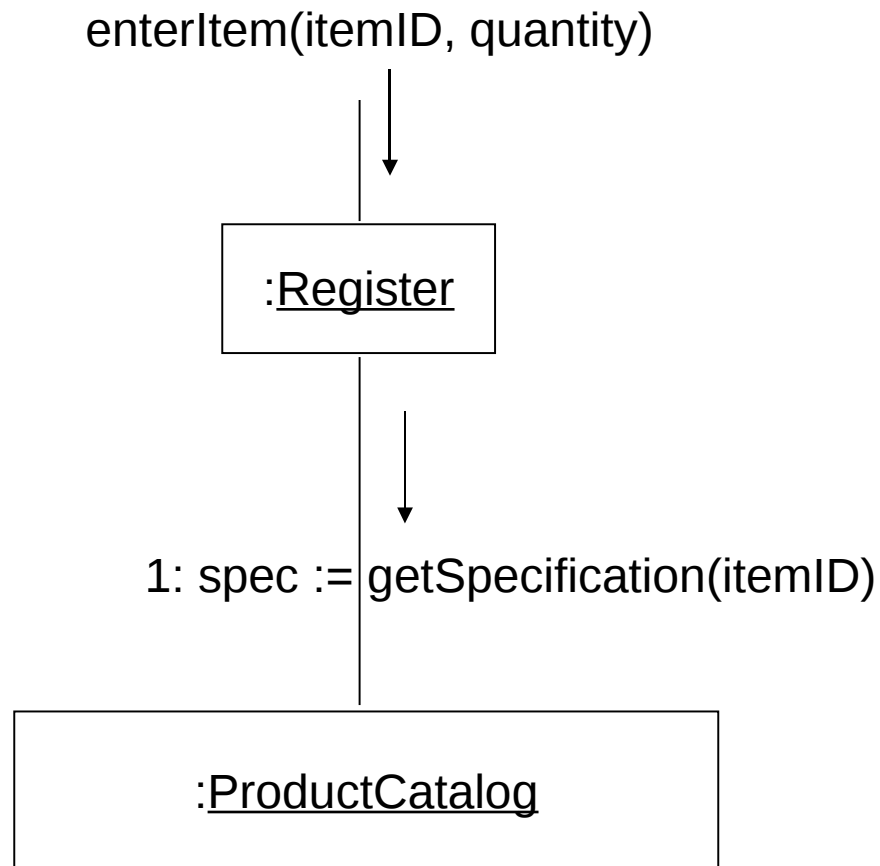 enterItem(itemID, quantity)
:Register
1: spec := getSpecification(itemID)
:ProductCatalog